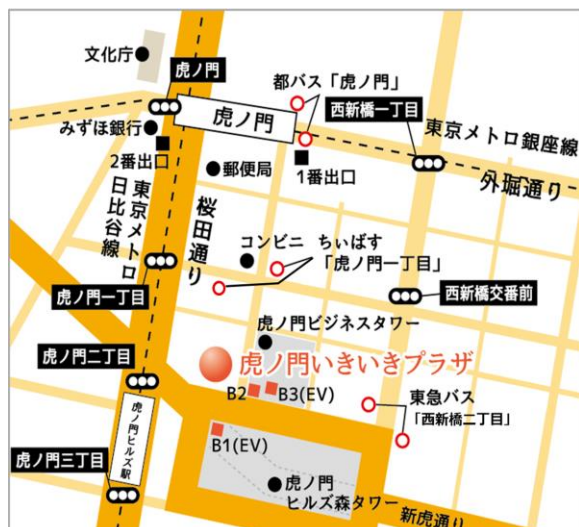 文化庁
虎ノ門
都バス「虎ノ門」
西新橋一丁目
虎ノ門
みずほ銀行
2番出口
郵便局
1番出口
東京メトロ銀座線
外堀通り
東京メトロ
日比谷線
桜田通り
コンビニ
ちぃばす
「虎ノ門一丁目」
虎ノ門一丁目
西新橋交番前
虎ノ門ビジネスタワー
虎ノ門二丁目
虎ノ門いきいきプラザ
B2
B3(EV)
東急バス
「西新橋二丁目」
虎ノ門ヒルズ駅
B1(EV)
虎ノ門三丁目
虎ノ門
ヒルズ森タワー
新虎通り